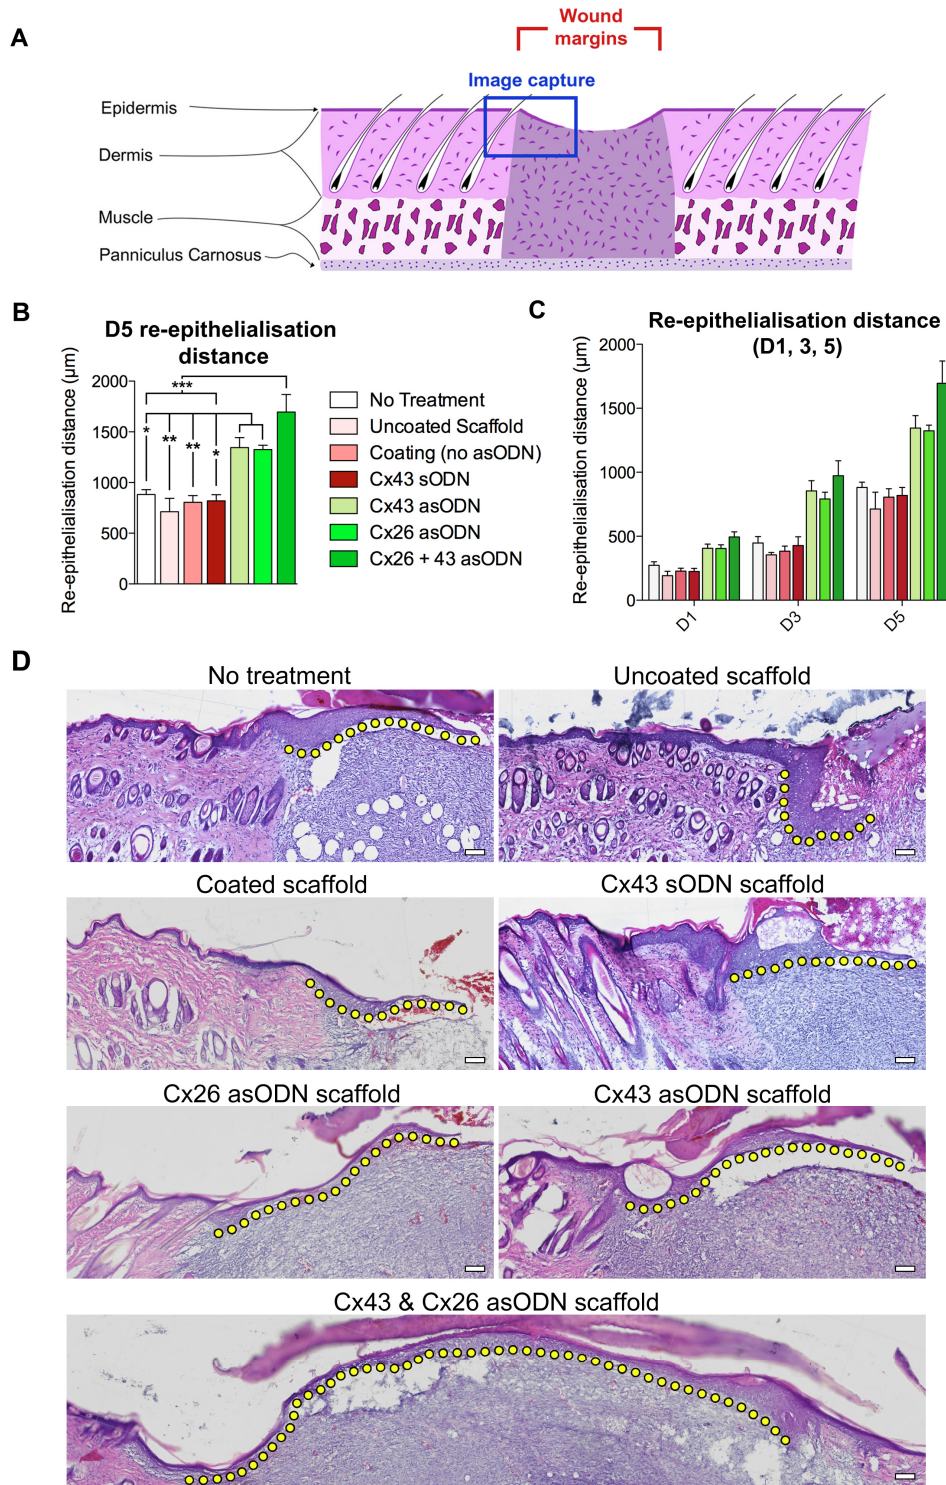 A
Wound
margins
Image capture
Epidermis
Dermis
Muscle
Panniculus Carnosus
B
D5 re-epithelialisation
distance
Re-epithelialisation distance (µm)
2000
1500
1000
500
0
***
*
**
**
*
No Treatment
Uncoated Scaffold
Coating (no asODN)
Cx43 sODN
Cx43 asODN
Cx26 asODN
Cx26 + 43 asODN
C
Re-epithelialisation distance
(D1, 3, 5)
Re-epithelialisation distance (µm)
2000
1500
1000
500
0
D1
D3
D5
D
No treatment
Uncoated scaffold
Coated scaffold
Cx43 sODN scaffold
Cx26 asODN scaffold
Cx43 asODN scaffold
Cx43 & Cx26 asODN scaffold